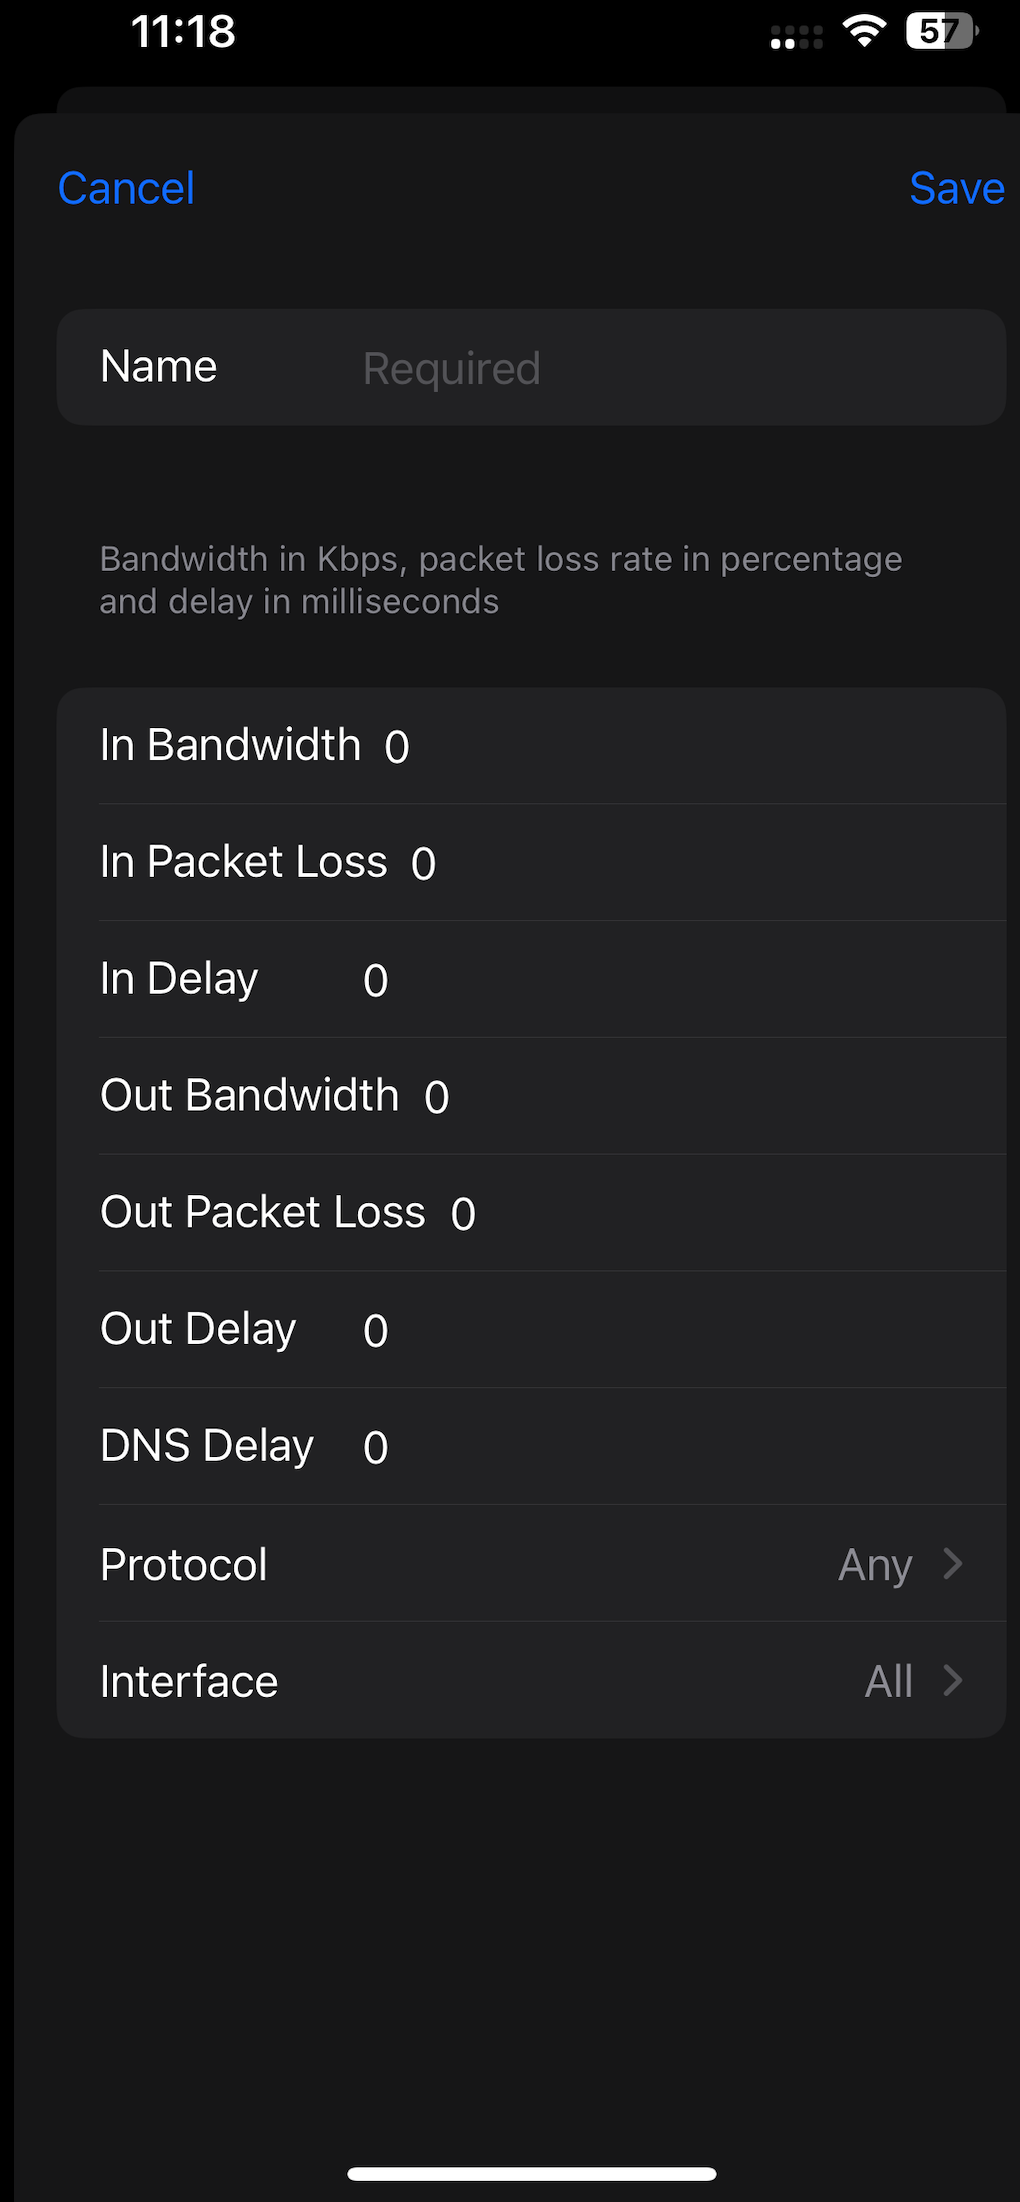 11:18
57
Cancel
Save
Name
Required
Bandwidth in Kbps, packet loss rate in percentage
and delay in milliseconds
In Bandwidth 0
In Packet Loss 0
In Delay 0
Out Bandwidth 0
Out Packet Loss 0
Out Delay 0
DNS Delay 0
Protocol Any
Interface All